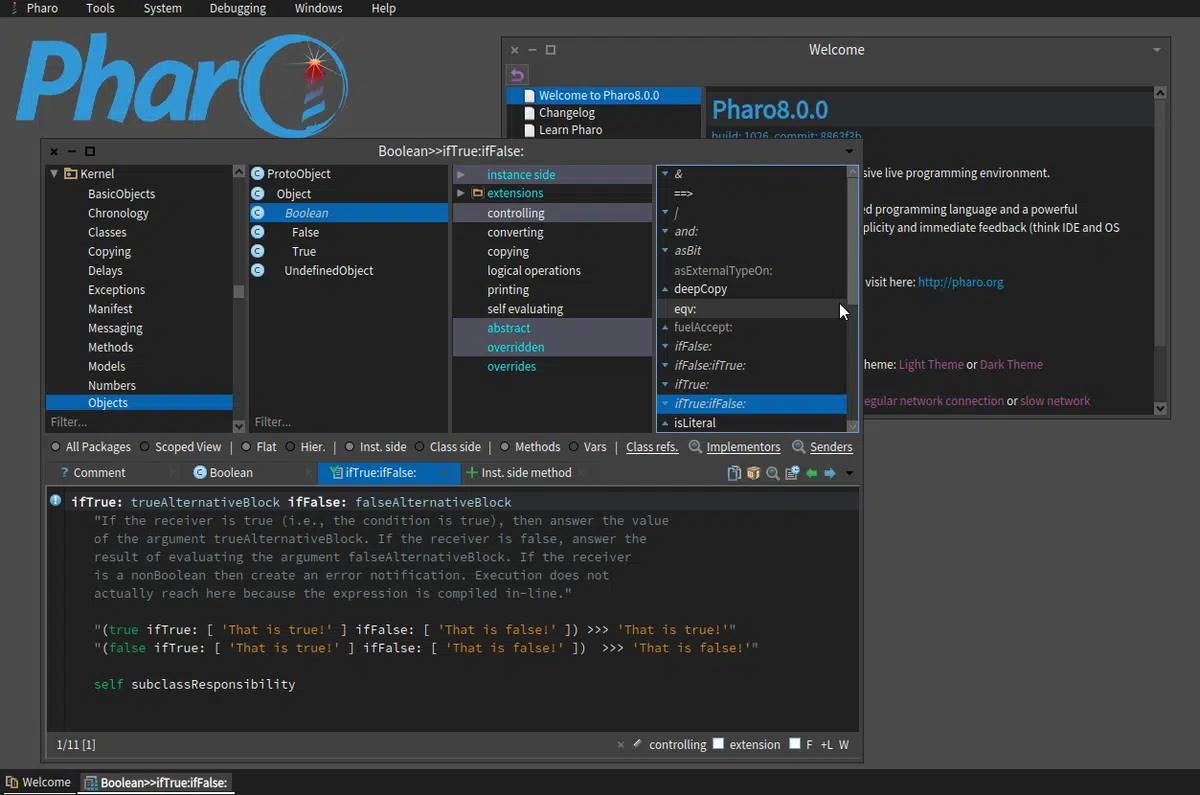 Pharo Tools System Debugging Windows Help
Pharo
Welcome
Welcome to Pharo8.0.0
Changelog
Learn Pharo
Pharo8.0.0
build: 1026, commit: 8863f3b
sive live programming environment.
ed programming language and a powerful
plicity and immediate feedback (think IDE and OS
visit here: http://pharo.org
heme: Light Theme or Dark Theme
egular network connection or slow network
Boolean>>ifTrue:ifFalse:
Kernel
BasicObjects
Chronology
Classes
Copying
Delays
Exceptions
Manifest
Messaging
Methods
Models
Numbers
Objects
Filter...
ProtoObject
Object
Boolean
False
True
UndefinedObject
Filter...
instance side
extensions
controlling
converting
copying
logical operations
printing
self evaluating
abstract
overridden
overrides
&
==>
|
and:
asBit
asExternalTypeOn:
deepCopy
eqv:
fuelAccept:
ifFalse:
ifFalse:ifTrue:
ifTrue:
ifTrue:ifFalse:
isLiteral
All Packages Scoped View | Flat Hier. | Inst. side Class side | Methods Vars | Class refs. Implementors Senders
? Comment Boolean ifTrue:ifFalse: Inst. side method
ifTrue: trueAlternativeBlock ifFalse: falseAlternativeBlock
"If the receiver is true (i.e., the condition is true), then answer the value
of the argument trueAlternativeBlock. If the receiver is false, answer the
result of evaluating the argument falseAlternativeBlock. If the receiver
is a nonBoolean then create an error notification. Execution does not
actually reach here because the expression is compiled in-line."
"(true ifTrue: [ 'That is true!' ] ifFalse: [ 'That is false!' ]) >>> 'That is true!'"
"(false ifTrue: [ 'That is true!' ] ifFalse: [ 'That is false!' ]) >>> 'That is false!'"
self subclassResponsibility
1/11 [1]
controlling extension F +L W
Welcome Boolean>>ifTrue:ifFalse: